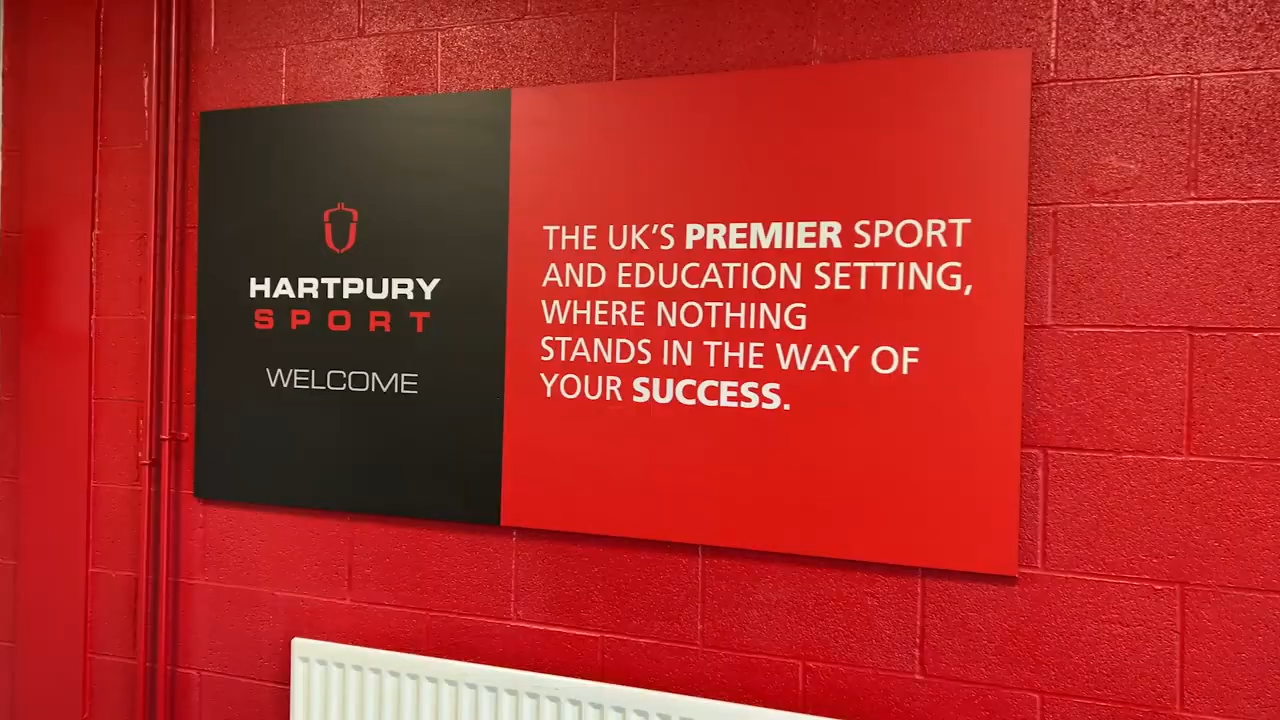 HARTPURY
SPORT
WELCOME
THE UK'S PREMIER SPORT
AND EDUCATION SETTING,
WHERE NOTHING
STANDS IN THE WAY OF
YOUR SUCCESS.